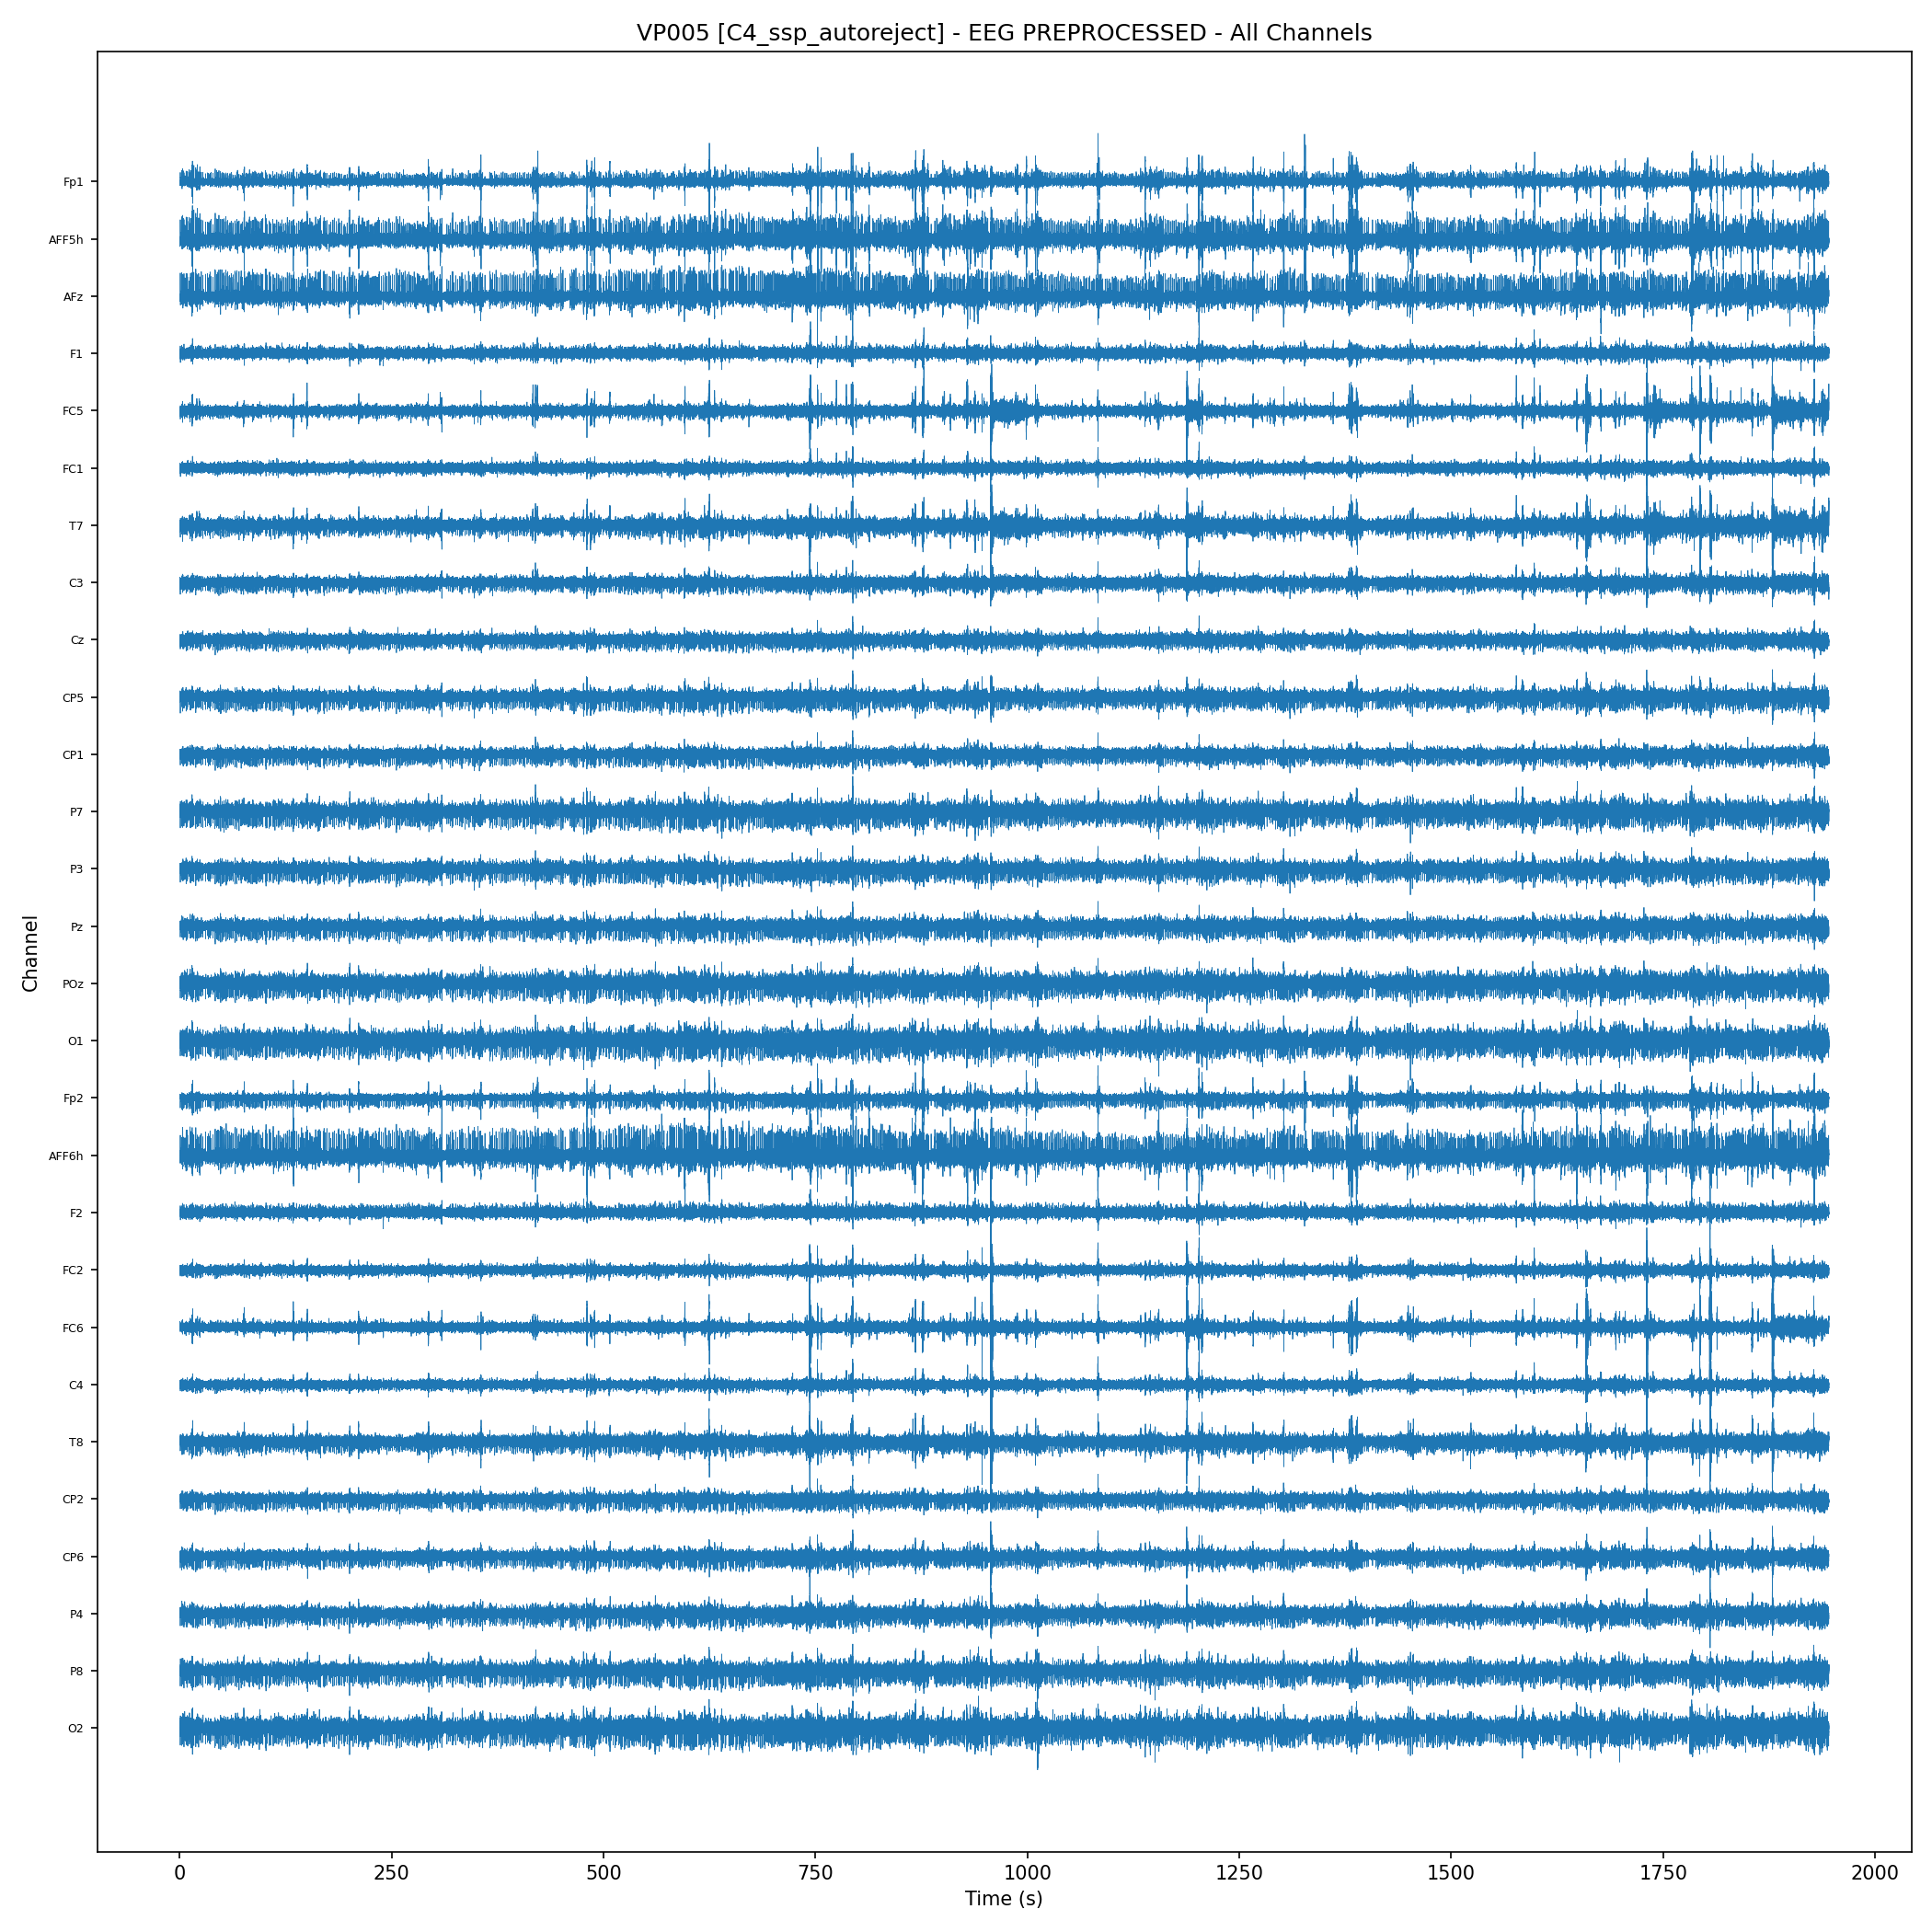 VP005 [C4_ssp_autoreject] - EEG PREPROCESSED - All Channels
Channel
Fp1
AFF5h
AFz
F1
FC5
FC1
T7
C3
Cz
CP5
CP1
P7
P3
Pz
POz
O1
Fp2
AFF6h
F2
FC2
FC6
C4
T8
CP2
CP6
P4
P8
O2
0 250 500 750 1000 1250 1500 1750 2000
Time (s)